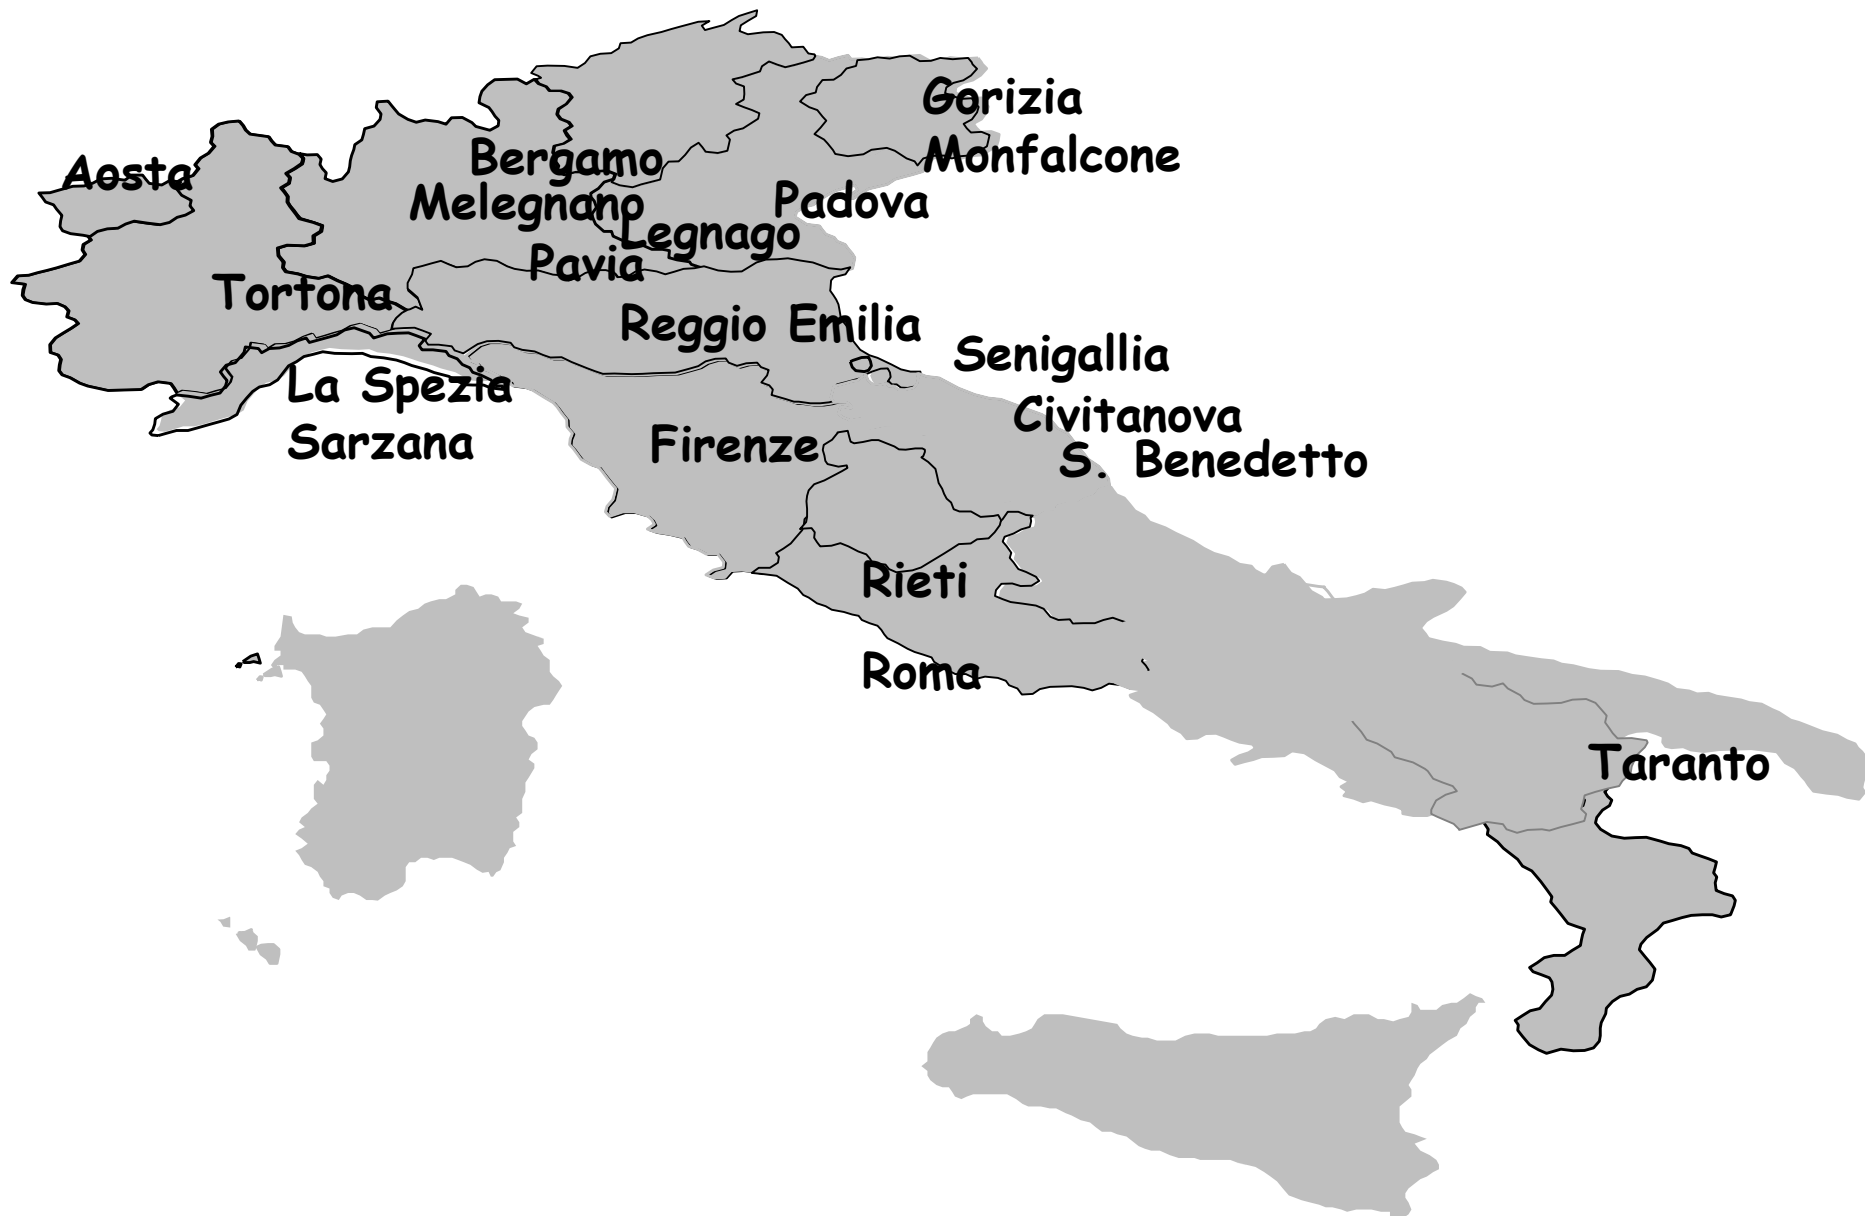 Gorizia
Monfalcone
Aosta
Bergamo
Melegnano
Padova
Legnago
Pavia
Tortona
Reggio Emilia
Senigallia
La Spezia
Civitanova
Sarzana
Firenze
S. Benedetto
Rieti
Roma
Taranto